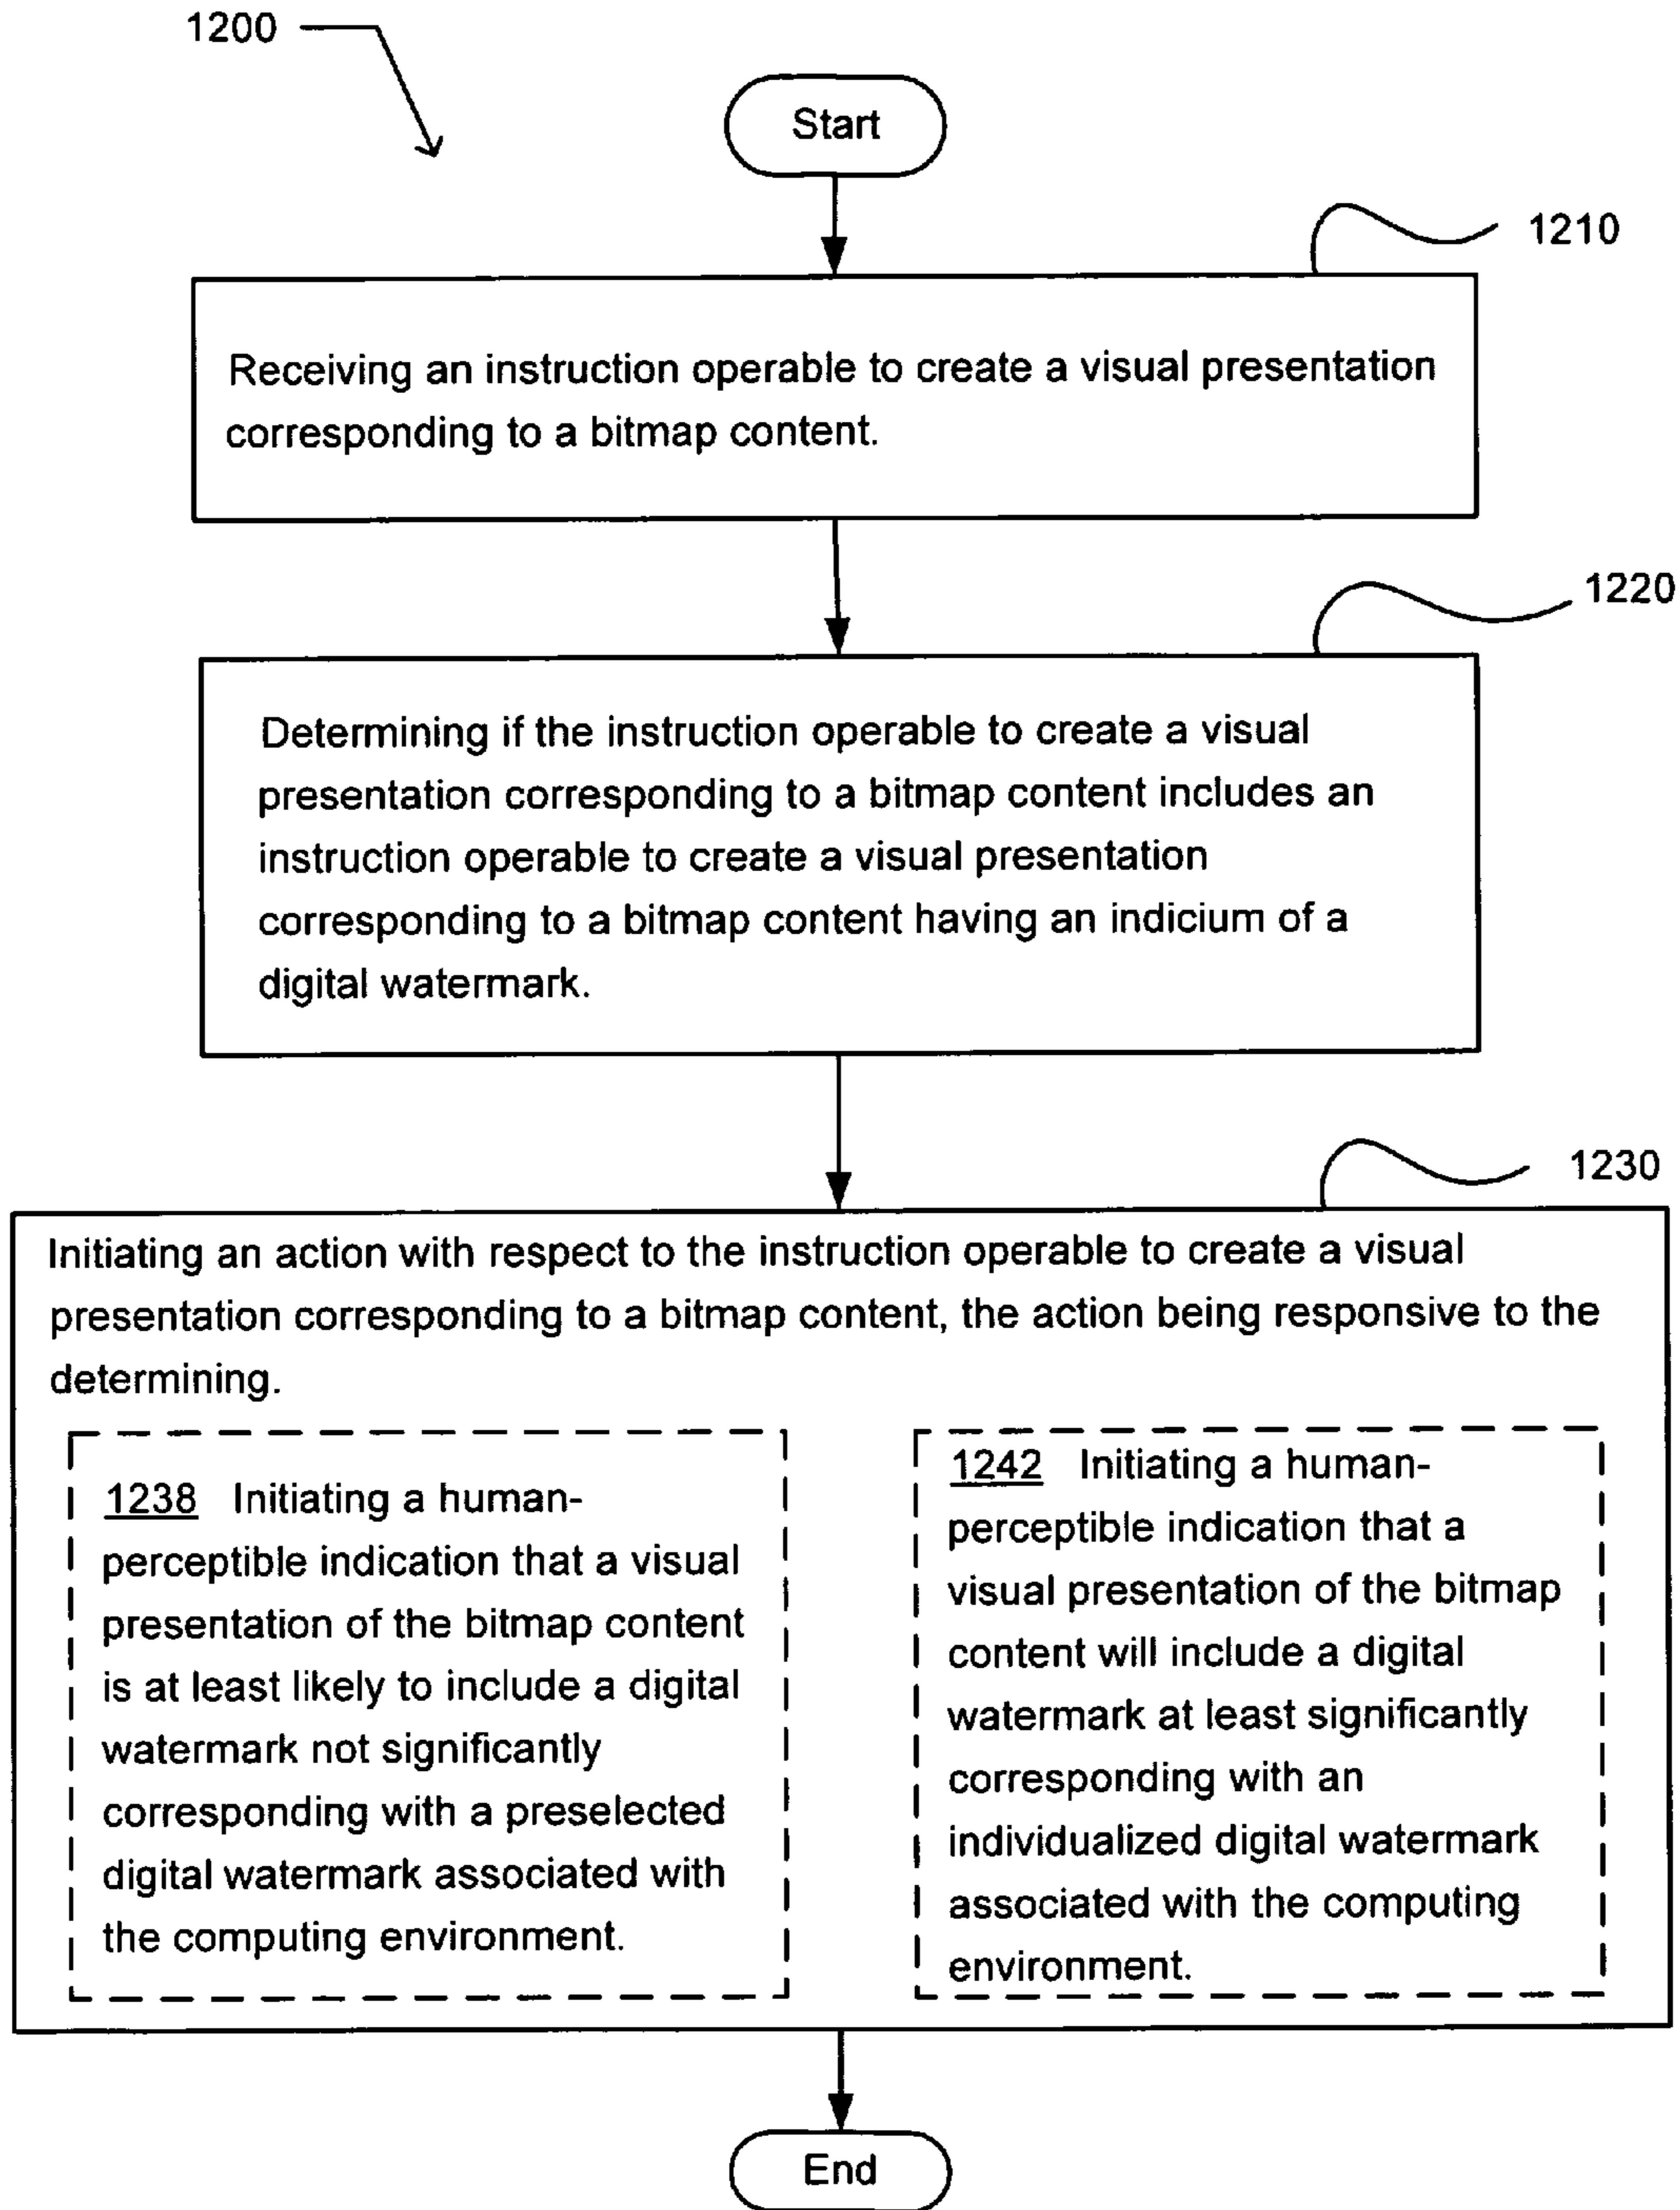 1200
Start
1210
Receiving an instruction operable to create a visual presentation
corresponding to a bitmap content.
1220
Determining if the instruction operable to create a visual
presentation corresponding to a bitmap content includes an
instruction operable to create a visual presentation
corresponding to a bitmap content having an indicium of a
digital watermark.
1230
Initiating an action with respect to the instruction operable to create a visual
presentation corresponding to a bitmap content, the action being responsive to the
determining.
1238 Initiating a human-
perceptible indication that a visual
presentation of the bitmap content
is at least likely to include a digital
watermark not significantly
corresponding with a preselected
digital watermark associated with
the computing environment.
1242 Initiating a human-
perceptible indication that a
visual presentation of the bitmap
content will include a digital
watermark at least significantly
corresponding with an
individualized digital watermark
associated with the computing
environment.
End